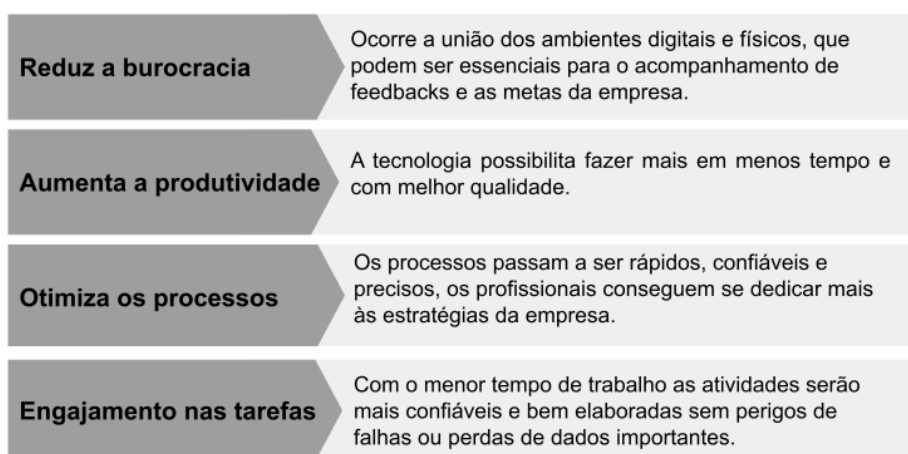 Reduz a burocracia
Ocorre a união dos ambientes digitais e físicos, que
podem ser essenciais para o acompanhamento de
feedbacks e as metas da empresa.
Aumenta a produtividade
A tecnologia possibilita fazer mais em menos tempo e
com melhor qualidade.
Otimiza os processos
Os processos passam a ser rápidos, confiáveis e
precisos, os profissionais conseguem se dedicar mais
às estratégias da empresa.
Engajamento nas tarefas
Com o menor tempo de trabalho as atividades serão
mais confiáveis e bem elaboradas sem perigos de
falhas ou perdas de dados importantes.